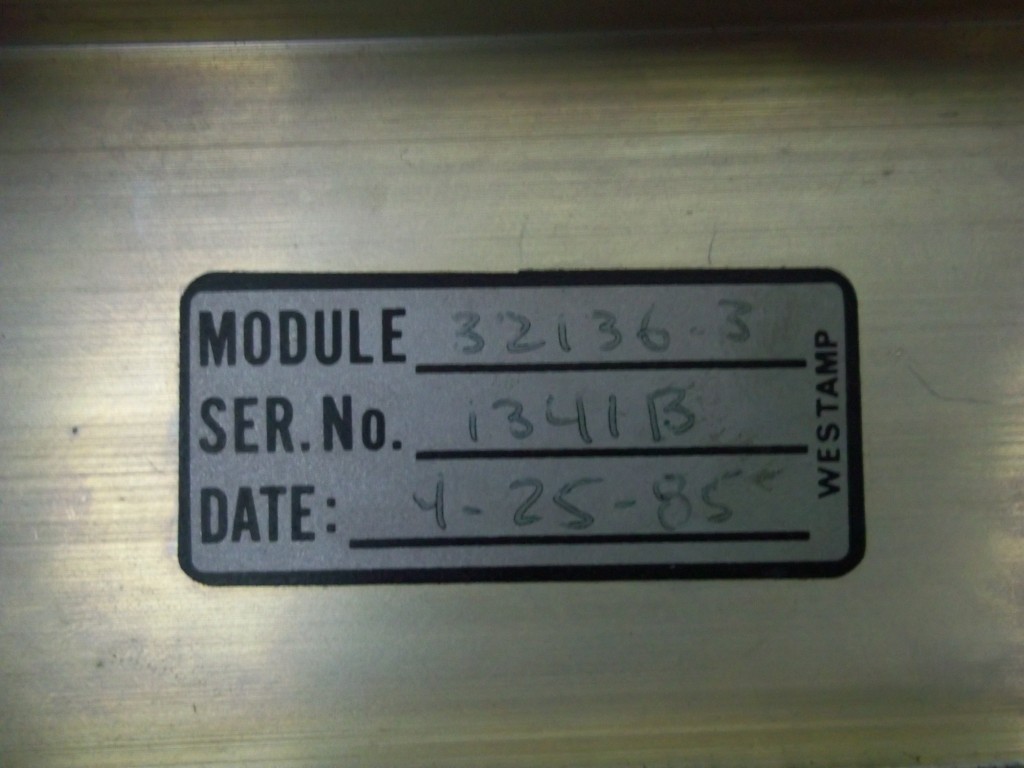 MODULE 32136-3
SER. No. 1341B
DATE: 4-25-85
WESTAMP